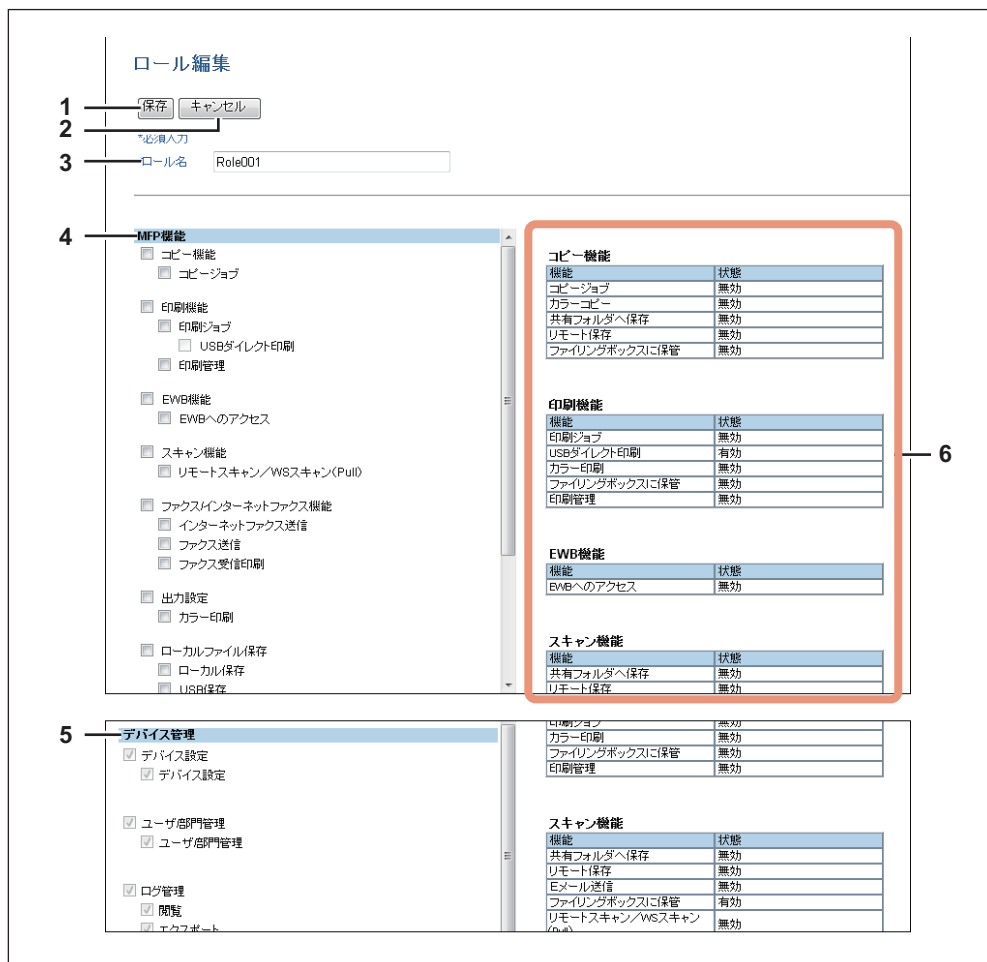 ロール編集
1 保存 キャンセル
2
*必須入力
3 *ロール名 Role001
4 MFP機能
コピー機能
コピージョブ
印刷機能
印刷ジョブ
USBダイレクト印刷
印刷管理
EWB機能
EWBへのアクセス
スキャン機能
リモートスキャン/WSスキャン(Pull)
ファクス/インターネットファクス機能
インターネットファクス送信
ファクス送信
ファクス受信印刷
出力設定
カラー印刷
ローカルファイル保存
ローカル保存
USB保存
コピー機能
機能 状態
コピージョブ 無効
カラーコピー 無効
共有フォルダへ保存 無効
リモート保存 無効
ファイリングボックスに保管 無効
印刷機能
機能 状態
印刷ジョブ 無効
USBダイレクト印刷 有効
カラー印刷 無効
ファイリングボックスに保管 無効
印刷管理 無効
6
EWB機能
機能 状態
EWBへのアクセス 無効
スキャン機能
機能 状態
共有フォルダへ保存 無効
リモート保存 無効
5 デバイス管理
デバイス設定
デバイス設定
ユーザ/部門管理
ユーザ/部門管理
ログ管理
閲覧
エクスポート
印刷ジョブ 無効
カラー印刷 無効
ファイリングボックスに保管 無効
印刷管理 無効
スキャン機能
機能 状態
共有フォルダへ保存 無効
リモート保存 無効
Eメール送信 無効
ファイリングボックスに保管 有効
リモートスキャン/WSスキャン 無効
(Pull)